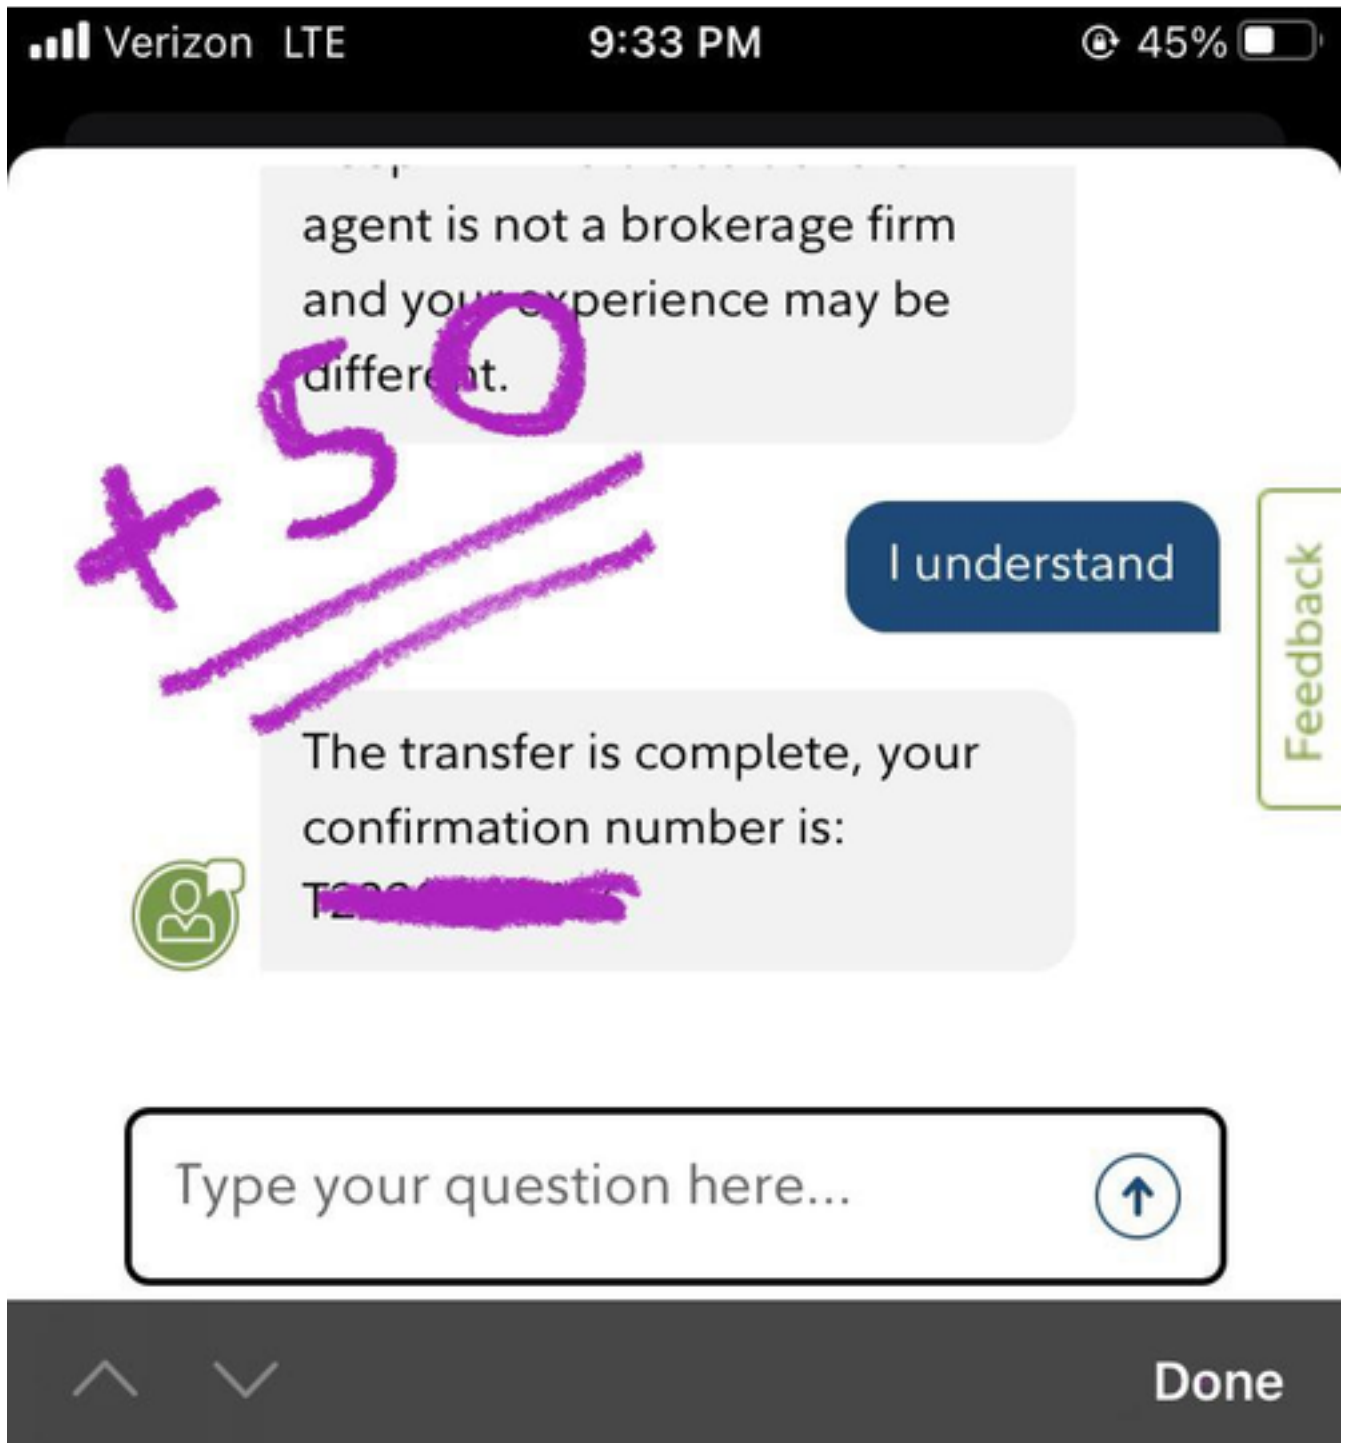 Verizon LTE 9:33 PM 45%
agent is not a brokerage firm
and your experience may be
different.
+50
I understand
Feedback
The transfer is complete, your
confirmation number is:
Type your question here...
Done